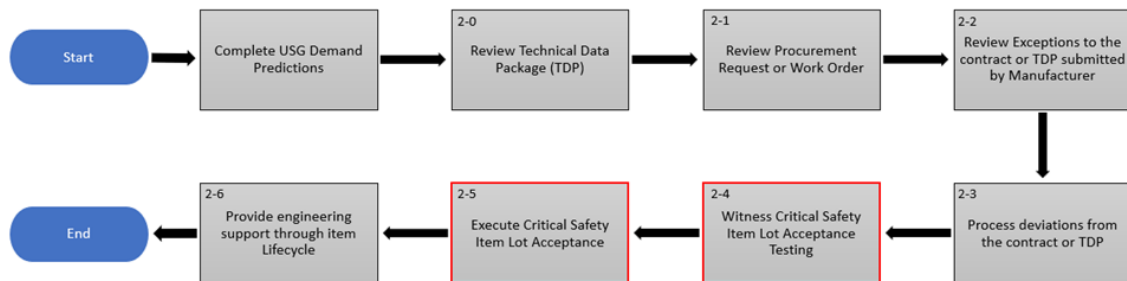 Start
Complete USG Demand
Predictions
2-0
Review Technical Data
Package (TDP)
2-1
Review Procurement
Request or Work Order
2-2
Review Exceptions to the
contract or TDP submitted
by Manufacturer
2-3
Process deviations from
the contract or TDP
2-4
Witness Critical Safety
Item Lot Acceptance
Testing
2-5
Execute Critical Safety
Item Lot Acceptance
2-6
Provide engineering
support through item
Lifecycle
End